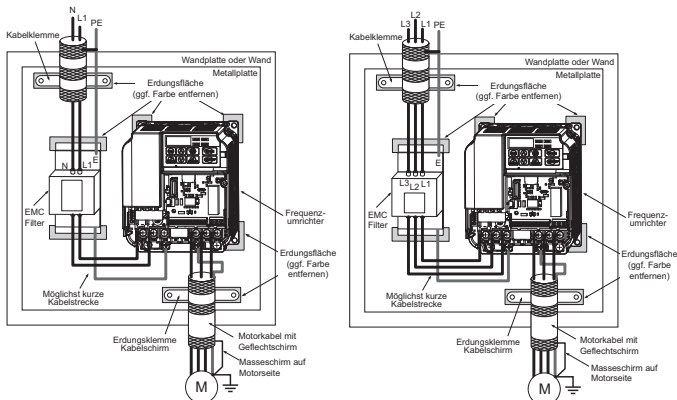 N
L1
PE
Kabelklemme
Wandplatte oder Wand
Metallplatte
Erdungsfläche
(ggf. Farbe
entfernen)
N
L1
E
EMC
Filter
Frequenz-
umrichter
Erdungsfläche
(ggf. Farbe
entfernen)
Möglichst kurze
Kabelstrecke
Erdungsklemme
Kabelschirm
Motorkabel mit
Geflechtschirm
Masseschirm auf
Motorseite
M
L2
L3
L1
PE
Kabelklemme
Wandplatte oder Wand
Metallplatte
Erdungsfläche
(ggf. Farbe entfernen)
E
L3
L2
L1
EMC
Filter
Frequenz-
umrichter
Erdungsfläche
(ggf. Farbe
entfernen)
Möglichst kurze
Kabelstrecke
Erdungsklemme
Kabelschirm
Motorkabel mit
Geflechtschirm
Masseschirm auf
Motorseite
M